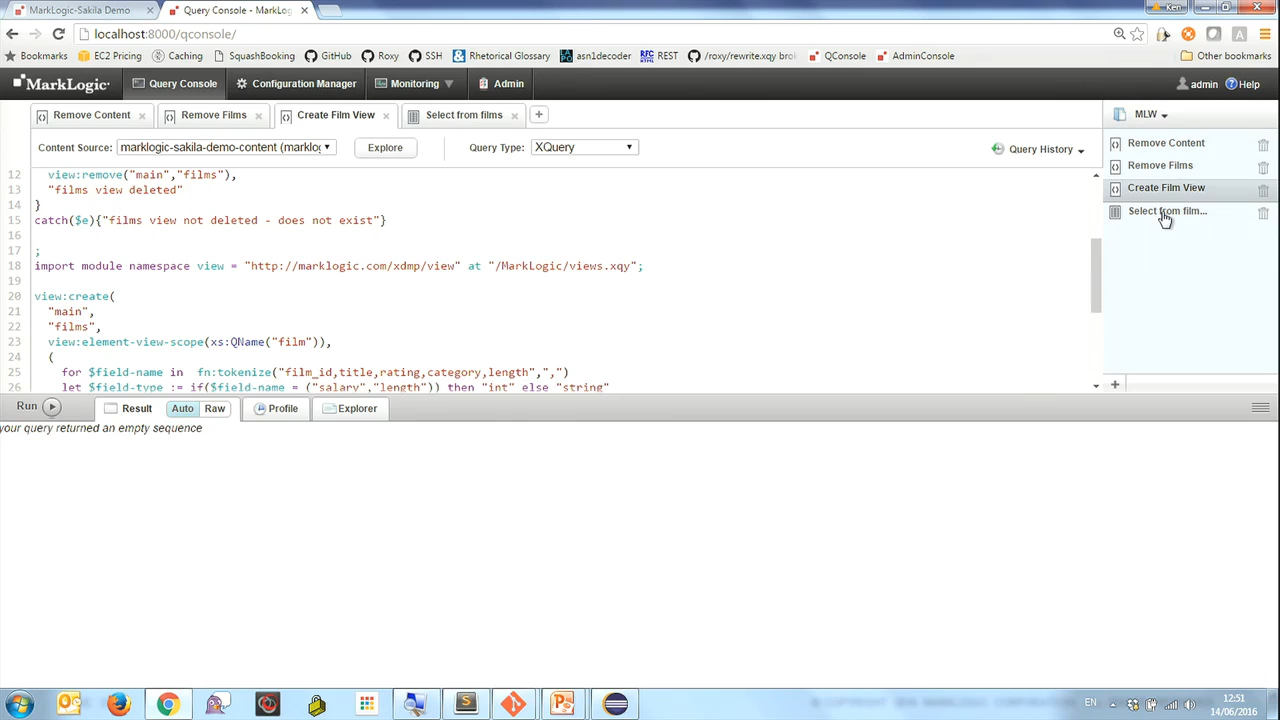 MarkLogic-Sakila Demo
Query Console - MarkLog
Ken
localhost:8000/qconsole/
Bookmarks
EC2 Pricing
Caching
SquashBooking
GitHub
Roxy
SSH
Rhetorical Glossary
asn1decoder
RFC
REST
/roxy/rewrite.xqy bro
QConsole
AdminConsole
Other bookmarks
MarkLogic
Query Console
Configuration Manager
Monitoring
Admin
admin
Help
Remove Content
Remove Films
Create Film View
Select from films
+
MLW
Content Source:
marklogic-sakila-demo-content (marklog
Explore
Query Type:
XQuery
Query History
Remove Content
Remove Films
Create Film View
Select from film...
12 view:remove("main","films"),
13 "films view deleted"
14 }
15 catch($e){"films view not deleted - does not exist"}
16
17 ;
18 import module namespace view = "http://marklogic.com/xdmp/view" at "/MarkLogic/views.xqy";
19
20 view:create(
21 "main",
22 "films",
23 view:element-view-scope(xs:QName("film")),
24 (
25 for $field-name in fn:tokenize("film_id,title,rating,category,length",",")
26 let $field-type := if($field-name = ("salary","length")) then "int" else "string"
Run
Result
Auto
Raw
Profile
Explorer
your query returned an empty sequence
EN
12:51
14/06/2016